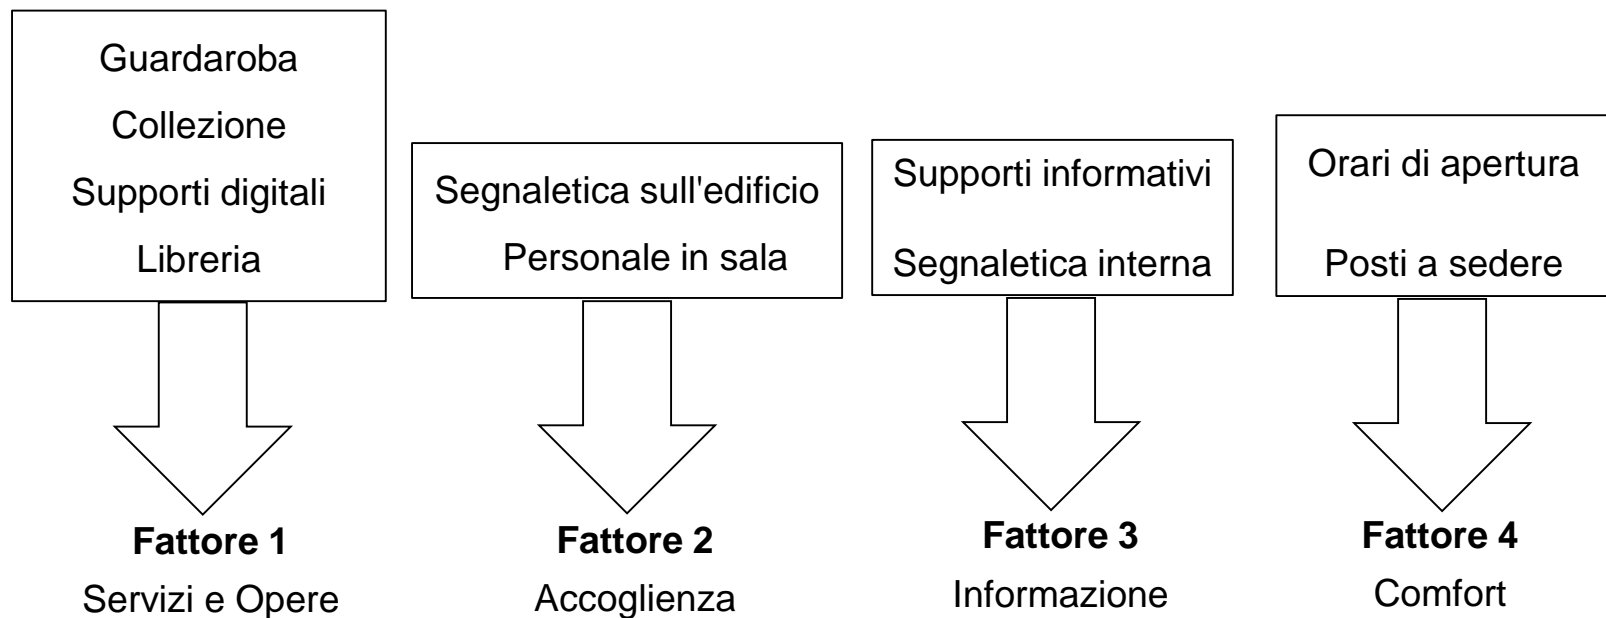 Guardaroba
Collezione
Supporti digitali
Libreria
Segnaletica sull'edificio
Personale in sala
Supporti informativi
Segnaletica interna
Orari di apertura
Posti a sedere
Fattore 1
Servizi e Opere
Fattore 2
Accoglienza
Fattore 3
Informazione
Fattore 4
Comfort